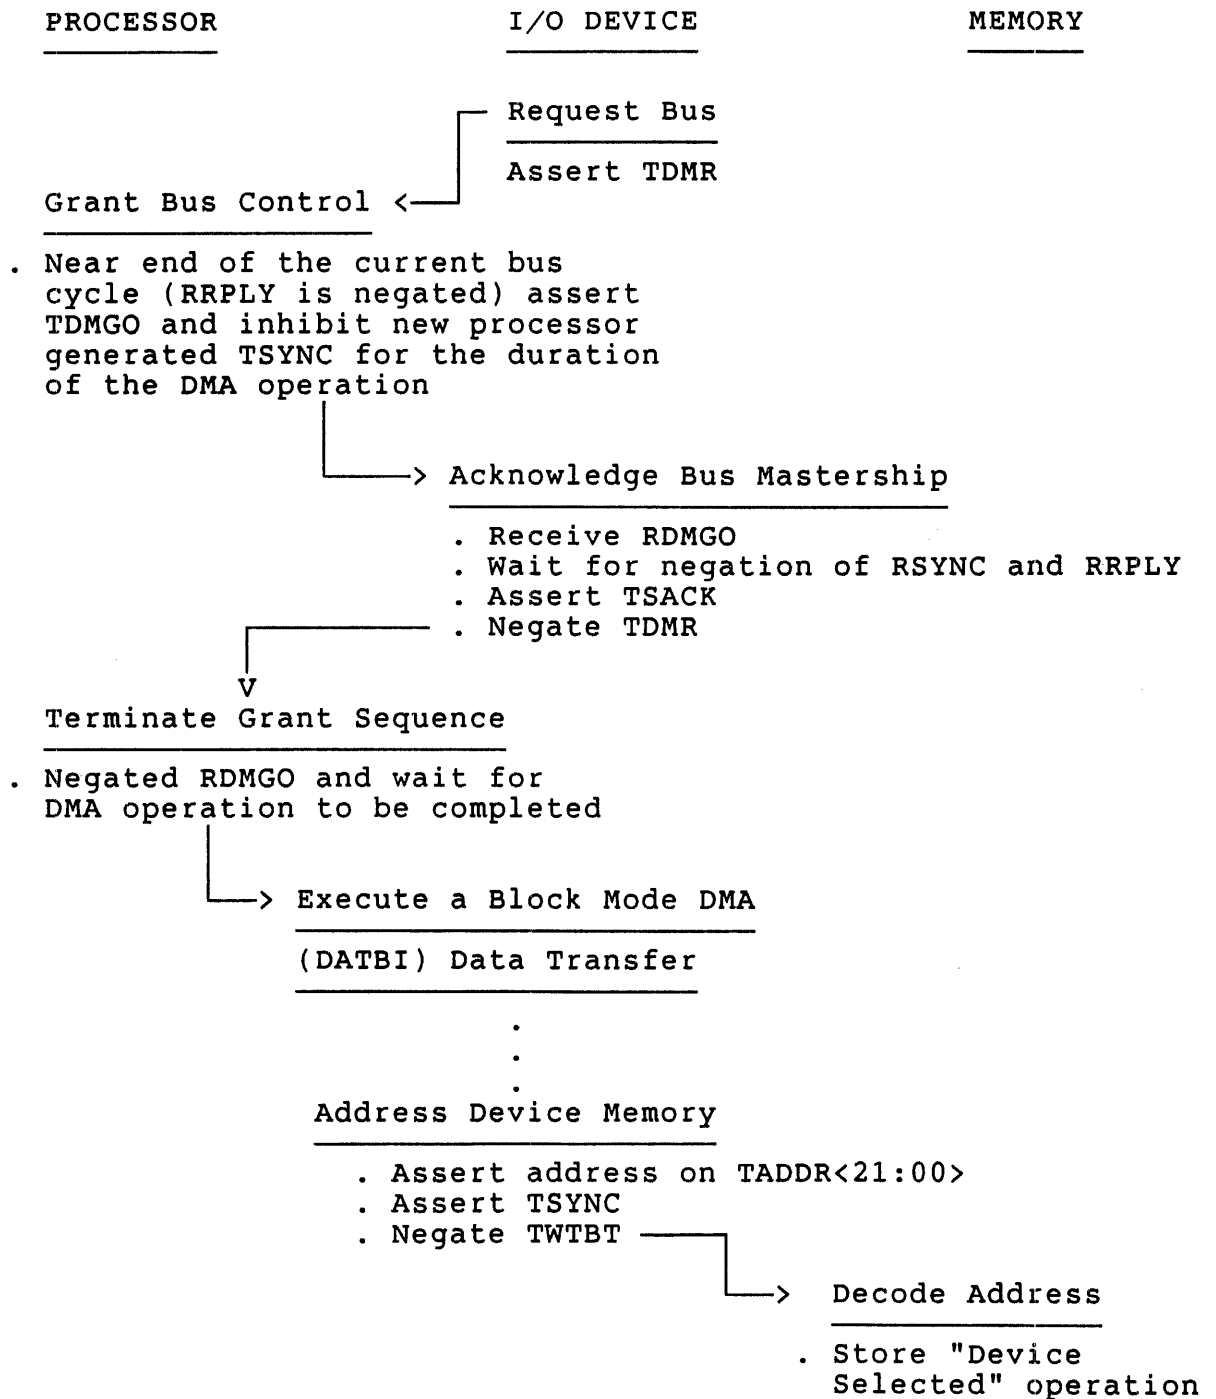 PROCESSOR I/O DEVICE MEMORY
Request Bus
Assert TDMR
Grant Bus Control <
. Near end of the current bus
cycle (RRPLY is negated) assert
TDMGO and inhibit new processor
generated TSYNC for the duration
of the DMA operation
> Acknowledge Bus Mastership
. Receive RDMGO
. Wait for negation of RSYNC and RRPLY
. Assert TSACK
. Negate TDMR
V
Terminate Grant Sequence
. Negated RDMGO and wait for
DMA operation to be completed
> Execute a Block Mode DMA
(DATBI) Data Transfer
.
.
.
Address Device Memory
. Assert address on TADDR<21:00>
. Assert TSYNC
. Negate TWTBT
> Decode Address
. Store "Device
Selected" operation